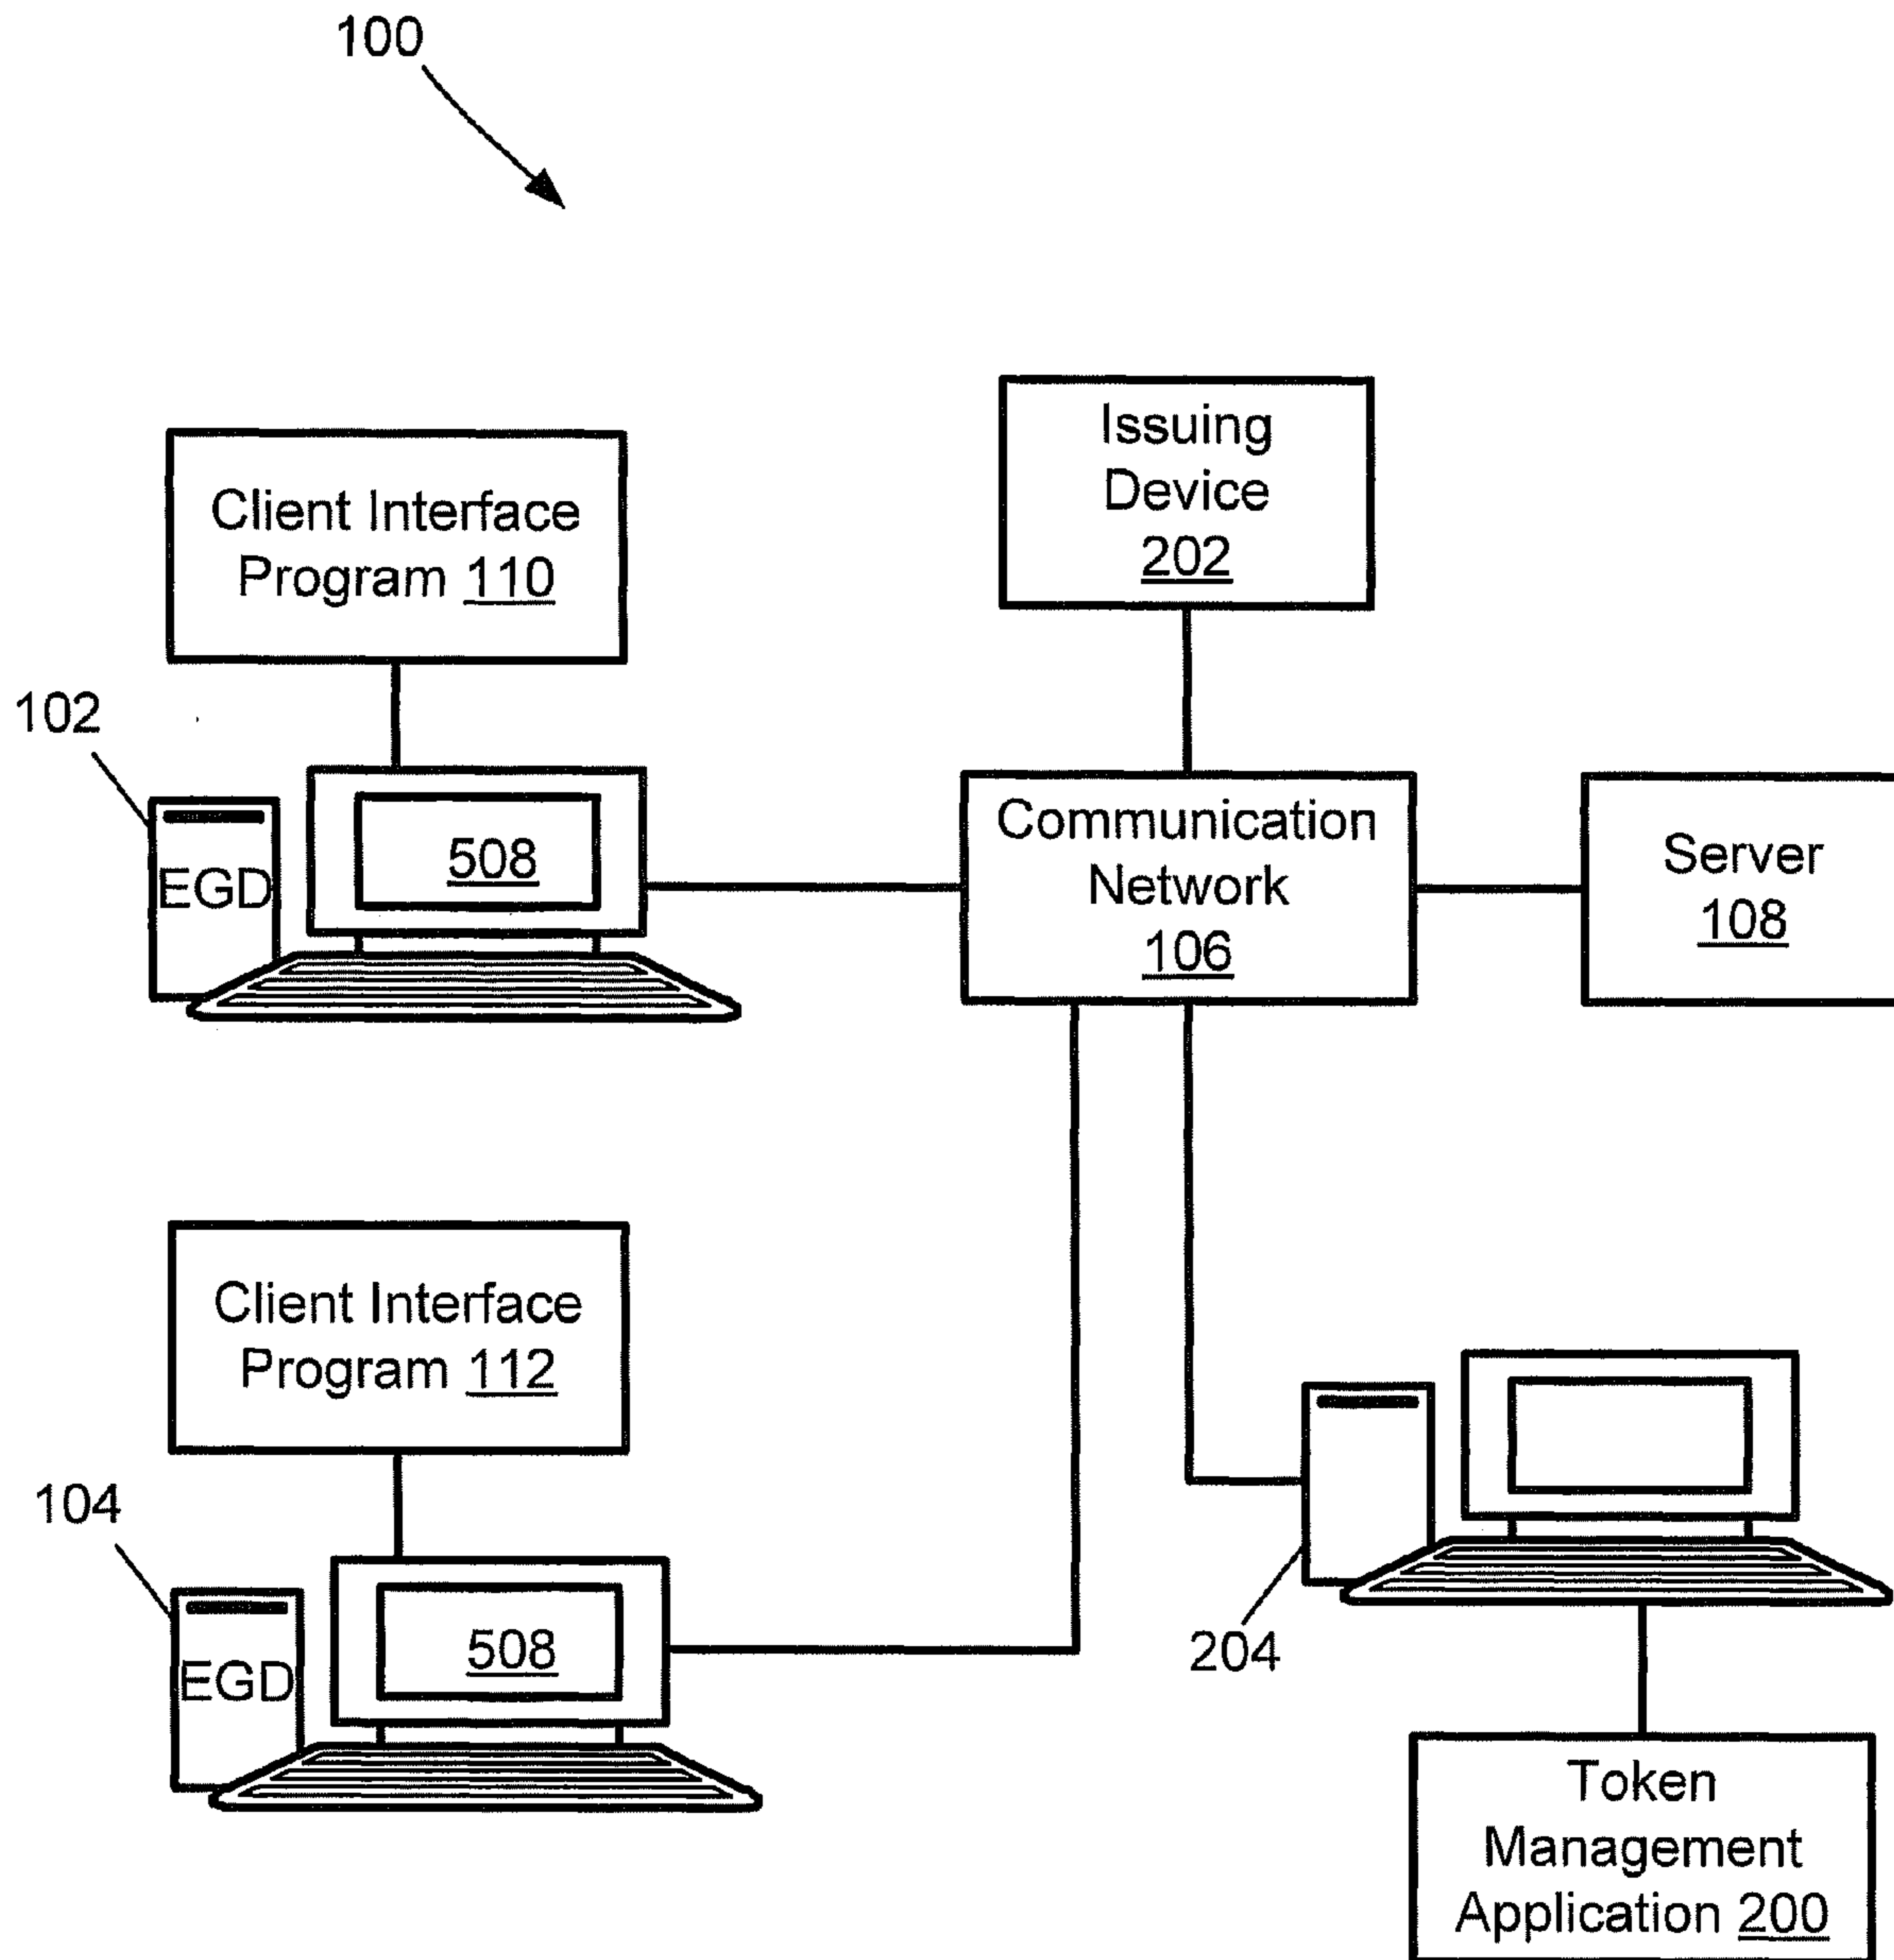 100
Issuing
Device
202
Client Interface
Program 110
102
EGD
508
Communication
Network
106
Server
108
Client Interface
Program 112
104
EGD
508
204
Token
Management
Application 200